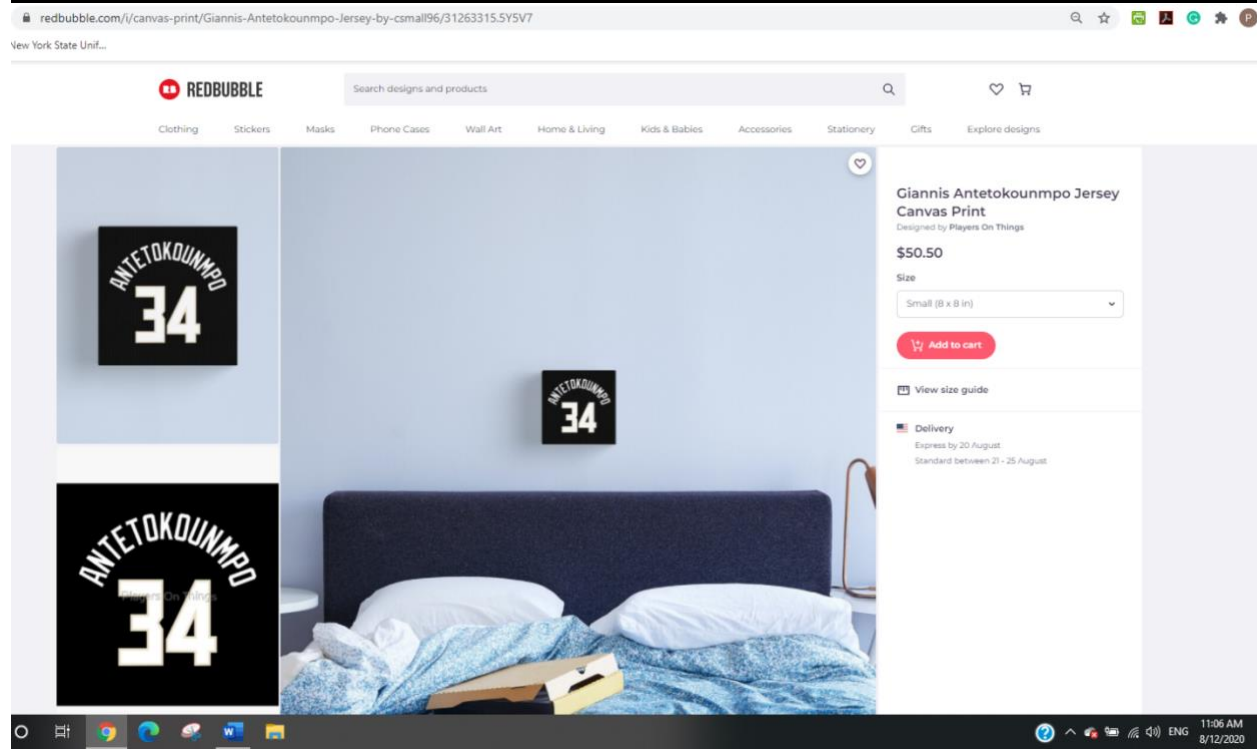 redbubble.com/i/canvas-print/Giannis-Antetokounmpo-Jersey-by-csmall96/31263315.5Y5V7
New York State Unif...
REDBUBBLE
Search designs and products
Clothing Stickers Masks Phone Cases Wall Art Home & Living Kids & Babies Accessories Stationery Gifts Explore designs
ANTETOKOUNMPO
34
ANTETOKOUNMPO
34
ANTETOKOUNMPO
34
Players On Things
Giannis Antetokounmpo Jersey
Canvas Print
Designed by Players On Things
$50.50
Size
Small (8 x 8 in)
Add to cart
View size guide
Delivery
Express by 20 August
Standard between 21 - 25 August
ENG
11:06 AM
8/12/2020